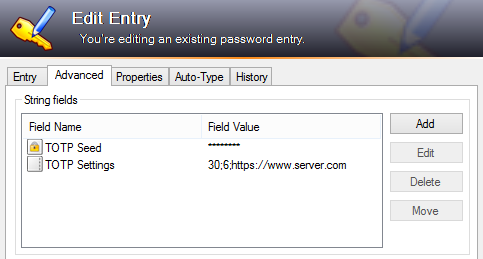 Edit Entry
You're editing an existing password entry.
Entry Advanced Properties Auto-Type History
String fields
Field Name Field Value
TOTP Seed ********
TOTP Settings 30;6;https://www.server.com
Add
Edit
Delete
Move